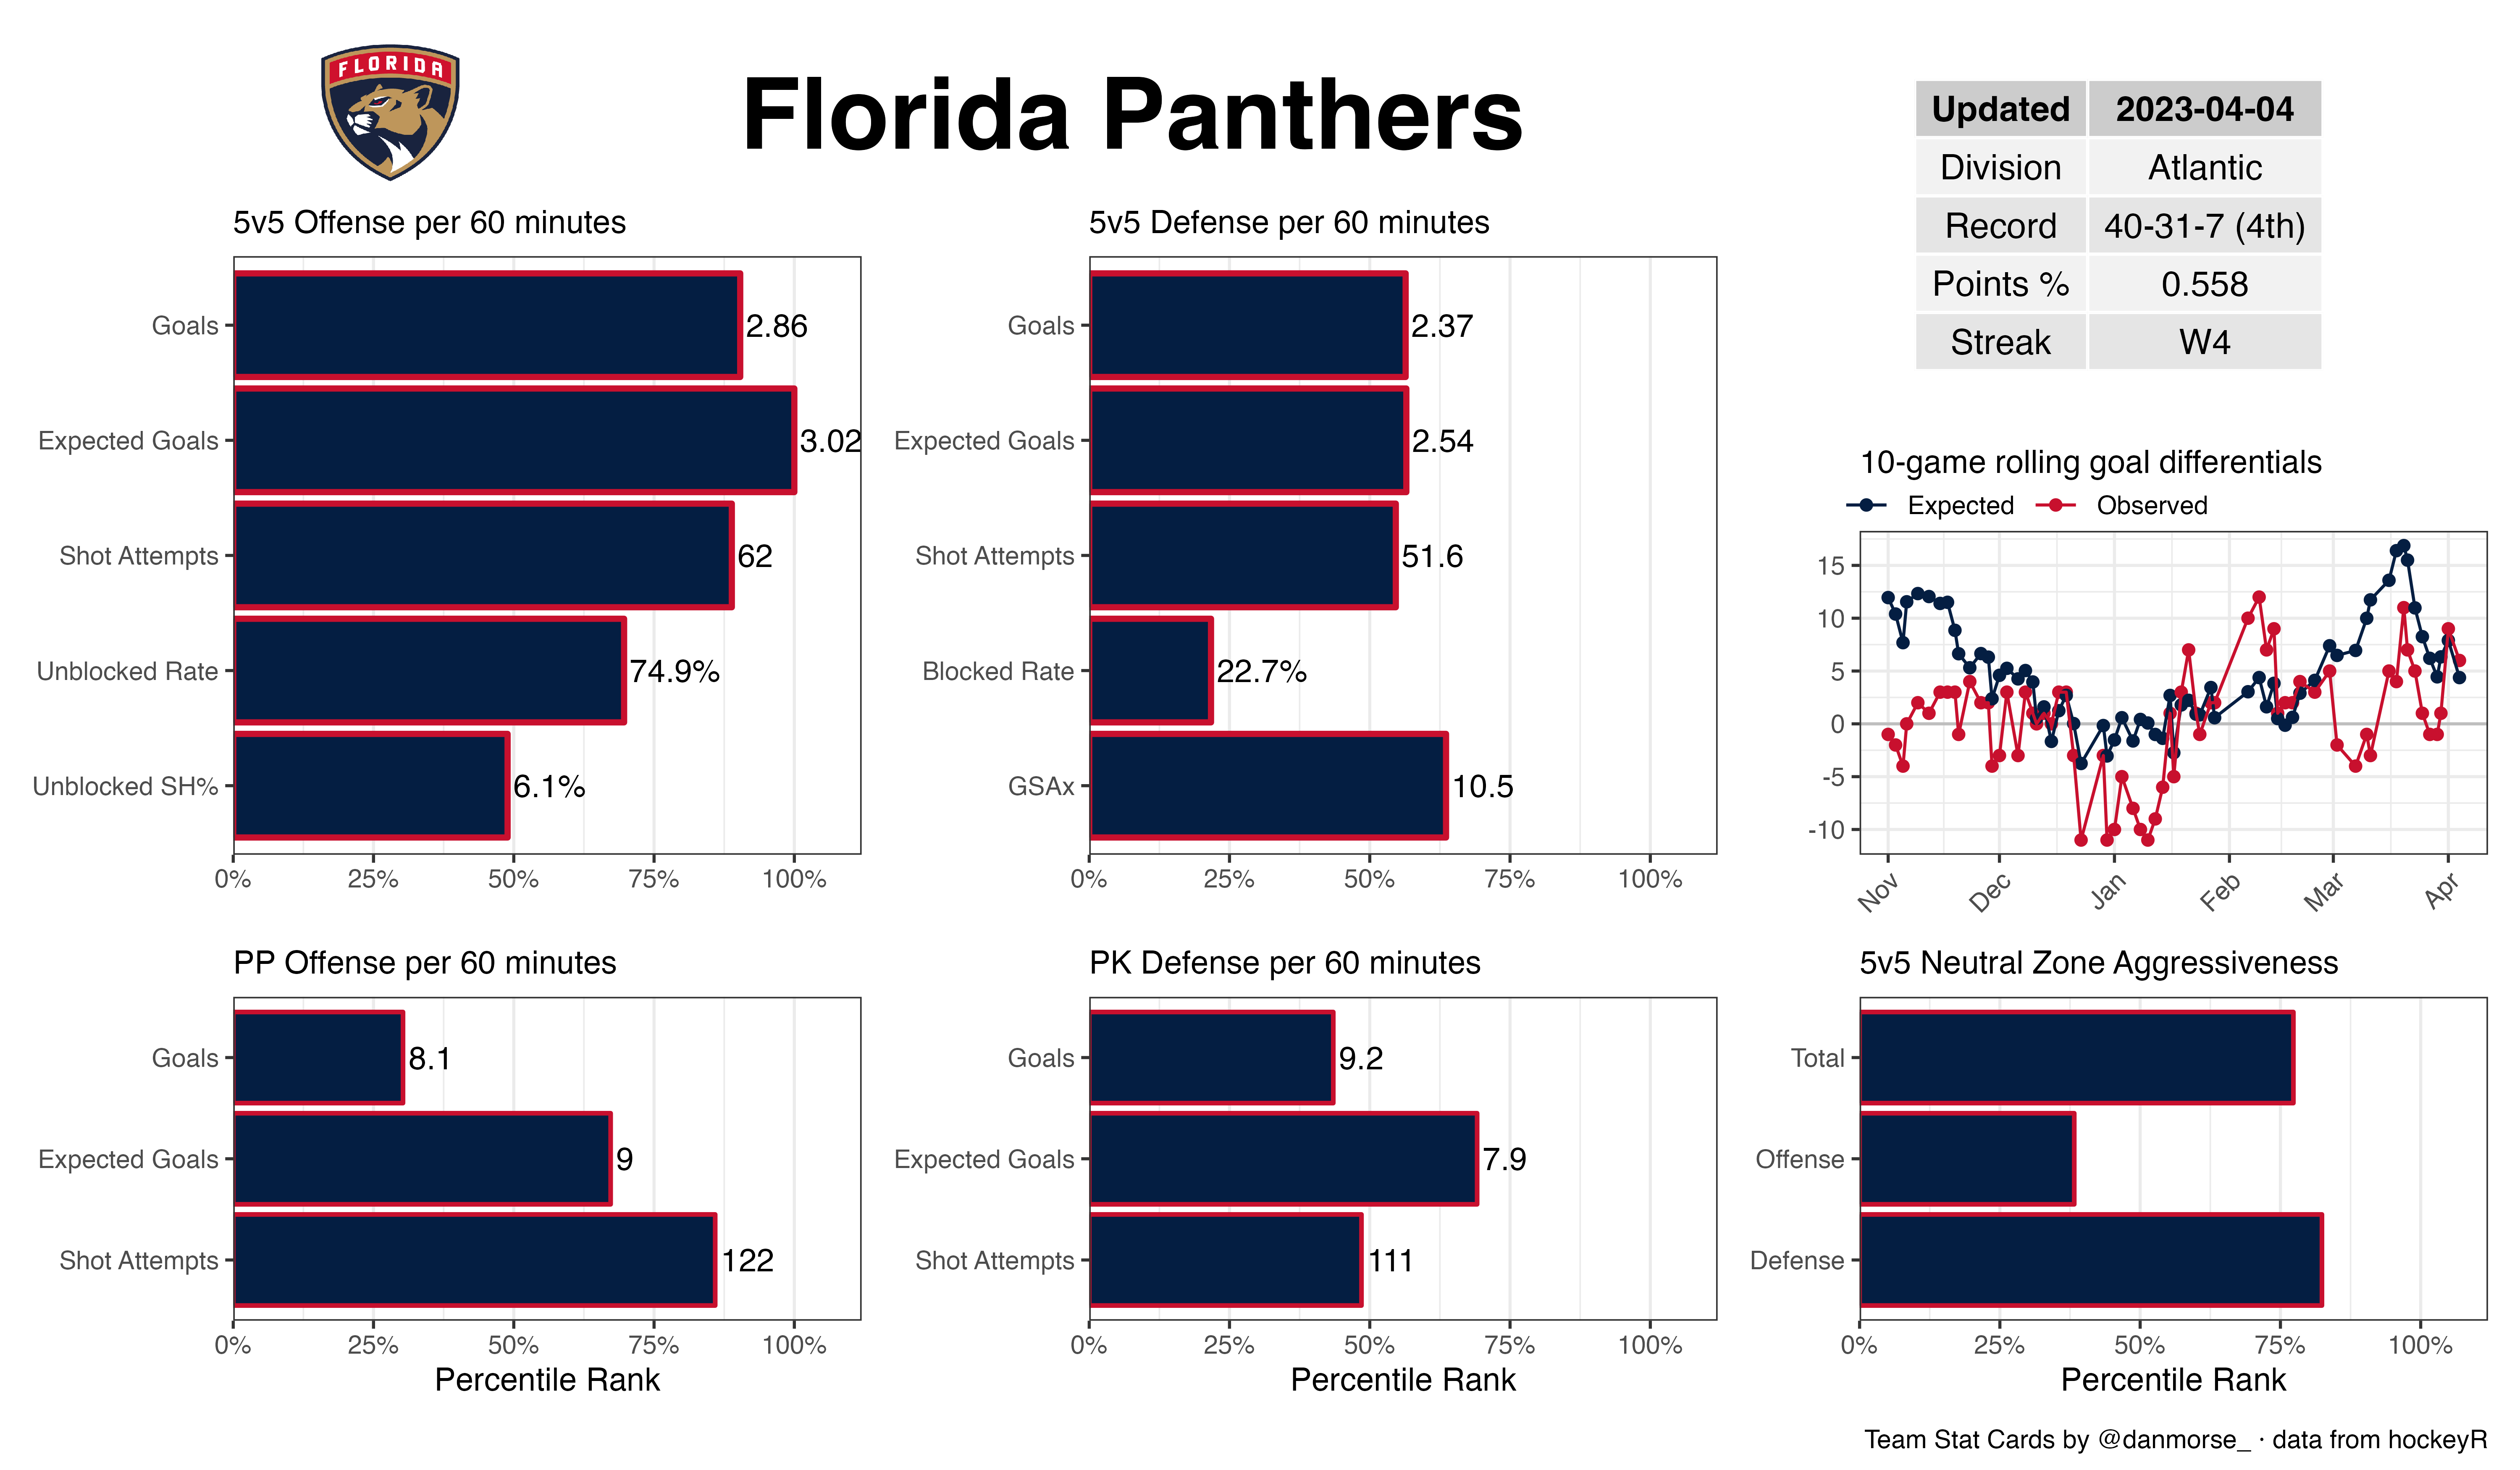 FLORIDA
Florida Panthers
Updated 2023-04-04
Division Atlantic
Record 40-31-7 (4th)
Points % 0.558
Streak W4
5v5 Offense per 60 minutes
Goals 2.86
Expected Goals 3.02
Shot Attempts 62
Unblocked Rate 74.9%
Unblocked SH% 6.1%
0% 25% 50% 75% 100%
5v5 Defense per 60 minutes
Goals 2.37
Expected Goals 2.54
Shot Attempts 51.6
Blocked Rate 22.7%
GSAx 10.5
0% 25% 50% 75% 100%
10-game rolling goal differentials
Expected Observed
15
10
5
0
-5
-10
Nov Dec Jan Feb Mar Apr
PP Offense per 60 minutes
Goals 8.1
Expected Goals 9
Shot Attempts 122
0% 25% 50% 75% 100%
Percentile Rank
PK Defense per 60 minutes
Goals 9.2
Expected Goals 7.9
Shot Attempts 111
0% 25% 50% 75% 100%
Percentile Rank
5v5 Neutral Zone Aggressiveness
Total
Offense
Defense
0% 25% 50% 75% 100%
Percentile Rank
Team Stat Cards by @danmorse_ · data from hockeyR